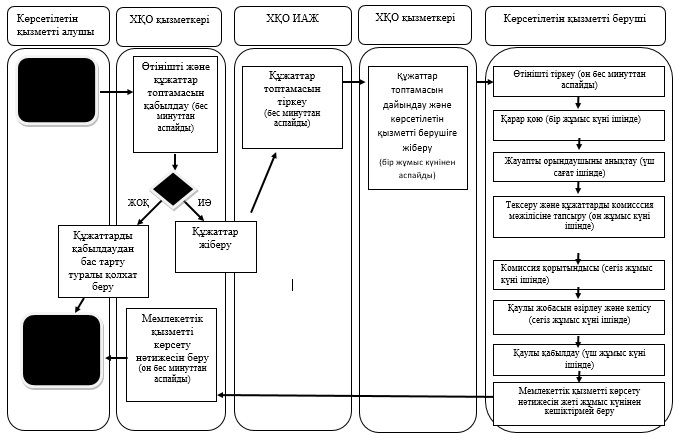 Көрсетілетін
қызметті алушы
ХҚО қызметкері
ХҚО ИАЖ
ХҚО қызметкері
Көрсетілетін қызметті беруші
Өтінішті және
құжаттар
топтамасын
қабылдау (бес
минуттан
аспайды)
ЖОҚ
ИӘ
Құжаттарды
қабылдаудан
бас тарту
туралы қолхат
беру
Құжаттар
жіберу
Мемлекеттік
қызметті
көрсету
нәтижесін беру
(он бес минуттан
аспайды)
Құжаттар
топтамасын
тіркеу
(бес минуттан
аспайды)
Құжаттар
топтамасын
дайындау және
көрсетілетін
қызметті берушіге
жіберу
(бір жұмыс күнінен
аспайды)
Өтінішті тіркеу (он бес минуттан
аспайды)
Қарар қою (бір жұмыс күні ішінде)
Жауапты орындаушыны анықтау (үш
сағат ішінде)
Тексеру және құжаттарды комисссия
межілісіне тапсыру (он жұмыс күні
ішінде)
Комиссия қорытындысы (сегіз жұмыс
күні ішінде)
Қаулы жобасын әзірлеу және келісу
(сегіз жұмыс күні ішінде)
Қаулы қабылдау (үш жұмыс күні
ішінде)
Мемлекеттік қызметті көрсету
нәтижесін жеті жұмыс күнінен
кешіктірмей беру